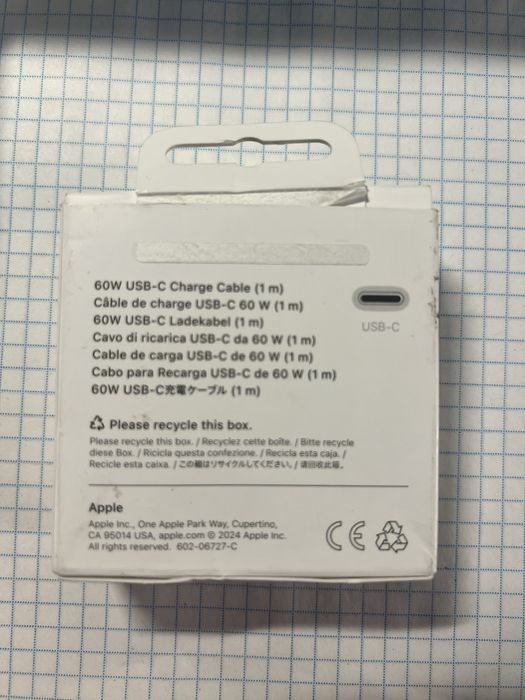 60W USB-C Charge Cable (1 m)
Câble de charge USB-C 60 W (1 m)
60W USB-C Ladekabel (1 m)
Cavo di ricarica USB-C da 60 W (1 m)
Cable de carga USB-C de 60 W (1 m)
Cabo para Recarga USB-C de 60 W (1 m)
60W USB-C充電ケーブル (1 m)
USB-C
Please recycle this box.
Please recycle this box. / Recyclez cette boîte. / Bitte recycle
diese Box. / Ricicla questa confezione. / Recicla esta caja. /
Recicle esta caixa. / この箱はリサイクルしてください。/ 请回收此箱。
Apple
Apple Inc., One Apple Park Way, Cupertino,
CA 95014 USA, apple.com © 2024 Apple Inc.
All rights reserved. 602-06727-C
CE